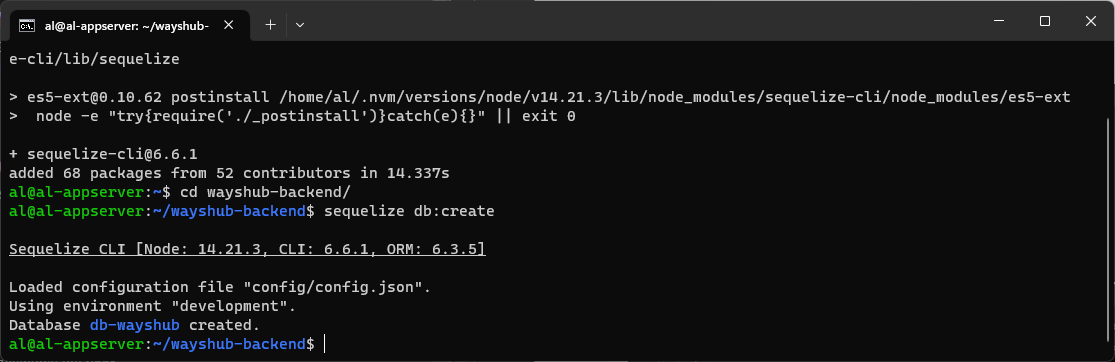 al@al-appserver: ~/wayshub-
e-cli/lib/sequelize
> es5-ext@0.10.62 postinstall /home/al/.nvm/versions/node/v14.21.3/lib/node_modules/sequelize-cli/node_modules/es5-ext
>  node -e "try{require('./_postinstall')}catch(e){}" || exit 0
+ sequelize-cli@6.6.1
added 68 packages from 52 contributors in 14.337s
al@al-appserver:~$ cd wayshub-backend/
al@al-appserver:~/wayshub-backend$ sequelize db:create
Sequelize CLI [Node: 14.21.3, CLI: 6.6.1, ORM: 6.3.5]
Loaded configuration file "config/config.json".
Using environment "development".
Database db-wayshub created.
al@al-appserver:~/wayshub-backend$